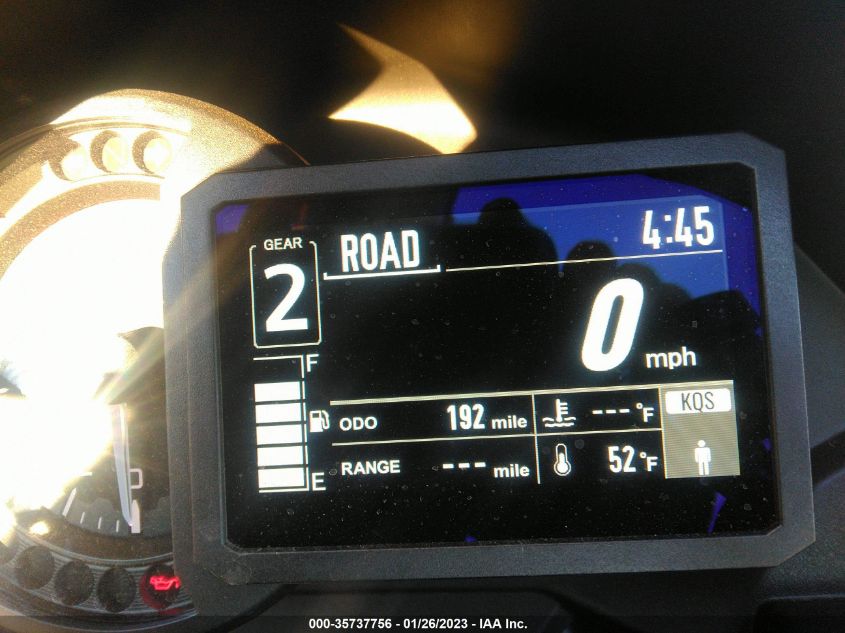 GEAR
2
ROAD
4:45
0 mph
F
E
ODO 192 mile
--- °F
KQS
RANGE --- mile
52 °F
000-35737756 - 01/26/2023 - IAA Inc.